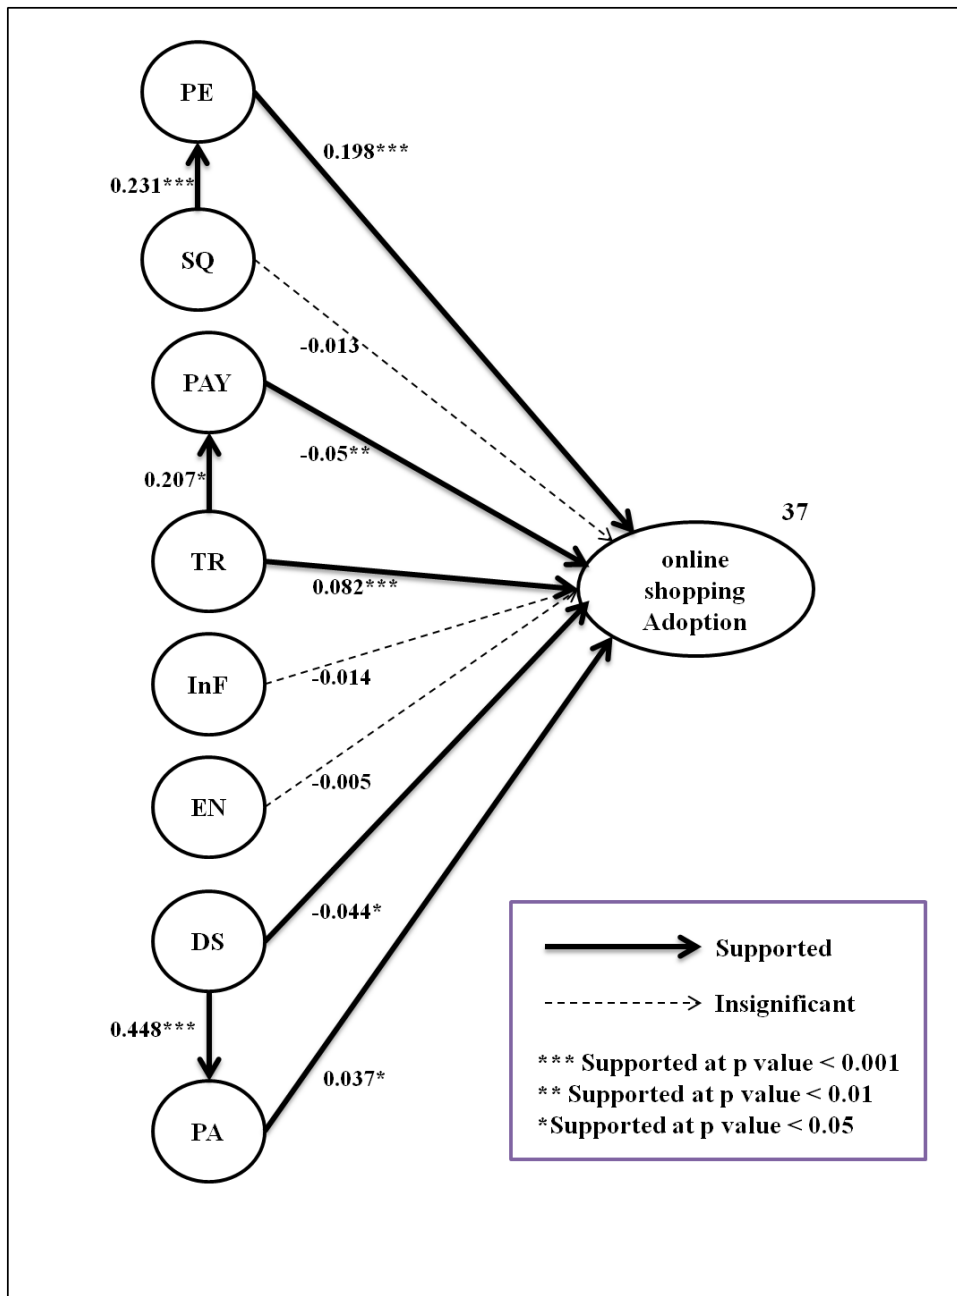 PE
0.198***
0.231***
SQ
-0.013
PAY
-0.05**
0.207*
37
TR
0.082***
online
shopping
Adoption
InF
-0.014
EN
-0.005
DS
-0.044*
Supported
Insignificant
0.448***
*** Supported at p value < 0.001
0.037*
** Supported at p value < 0.01
*Supported at p value < 0.05
PA